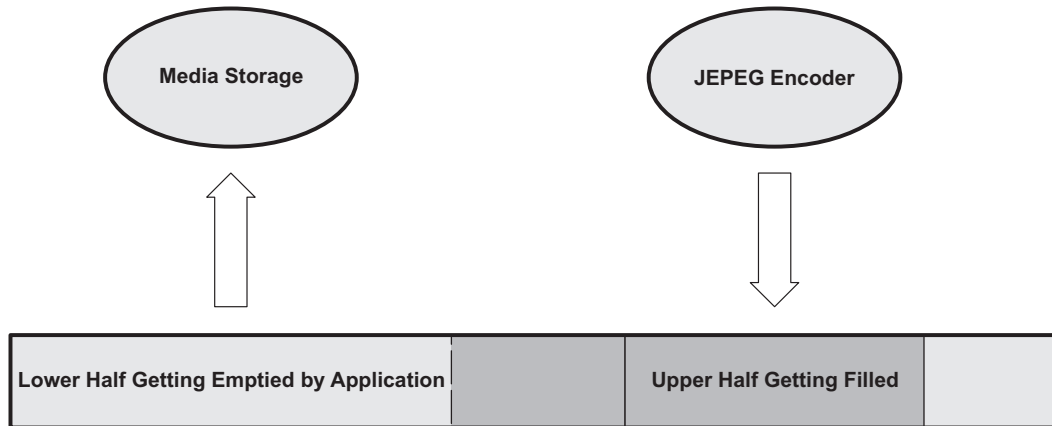 Media Storage
JEPEG Encoder
Lower Half Getting Emptied by Application
Upper Half Getting Filled